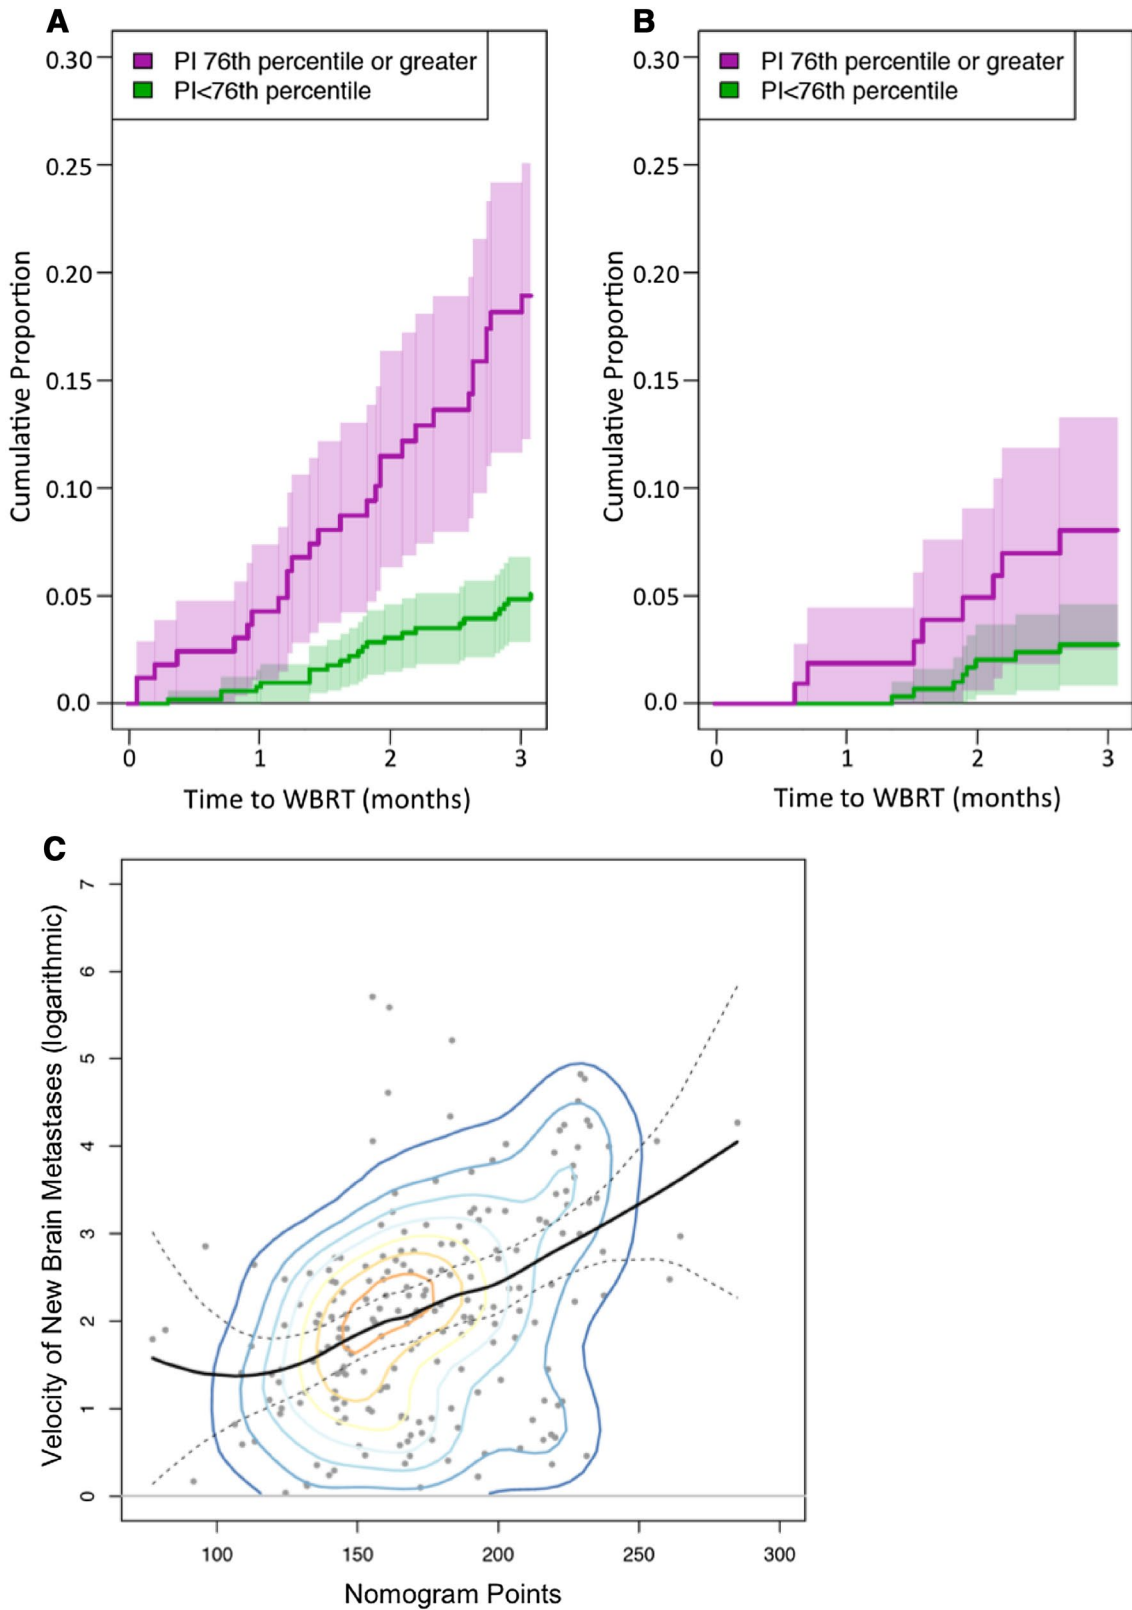 A
PI 76th percentile or greater
PI<76th percentile
0.30
0.25
0.20
0.15
0.10
0.05
0.0
Cumulative Proportion
0 1 2 3
Time to WBRT (months)
B
PI 76th percentile or greater
PI<76th percentile
0.30
0.25
0.20
0.15
0.10
0.05
0.0
Cumulative Proportion
0 1 2 3
Time to WBRT (months)
C
7
6
5
4
3
2
1
0
Velocity of New Brain Metastases (logarithmic)
100 150 200 250 300
Nomogram Points